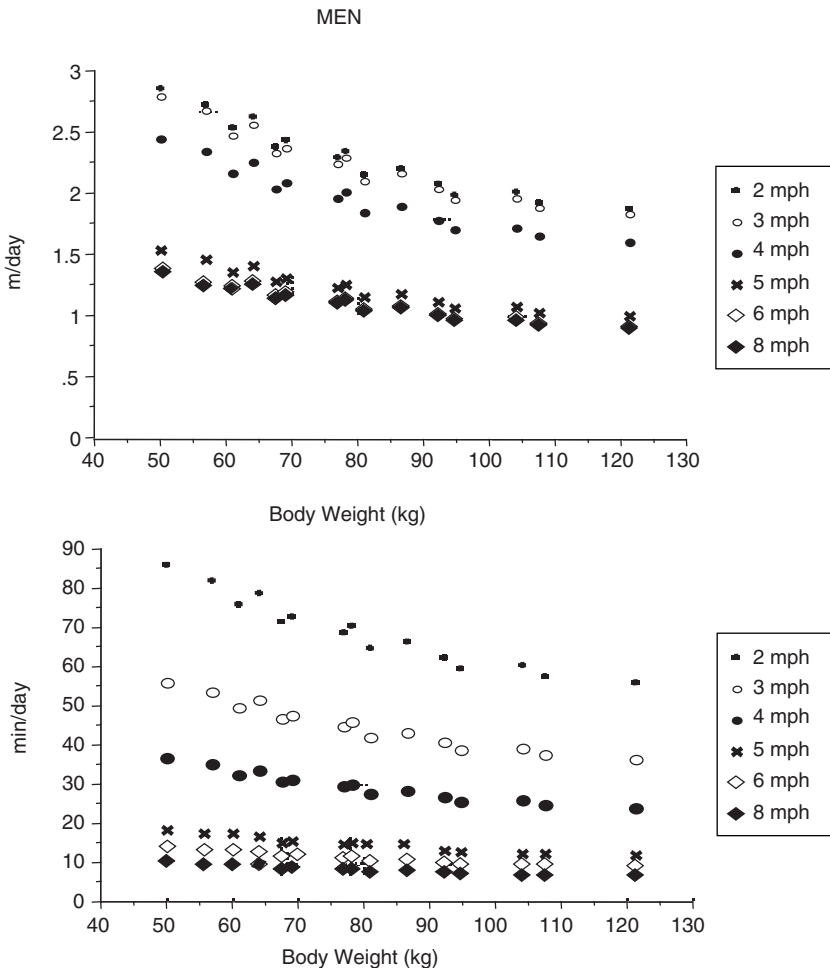 MEN
3
2.5
2
1.5
1
.5
0
m/day
40 50 60 70 80 90 100 110 120 130
Body Weight (kg)
2 mph
3 mph
4 mph
5 mph
6 mph
8 mph
90
80
70
60
50
40
30
20
10
0
min/day
40 50 60 70 80 90 100 110 120 130
Body Weight (kg)
2 mph
3 mph
4 mph
5 mph
6 mph
8 mph